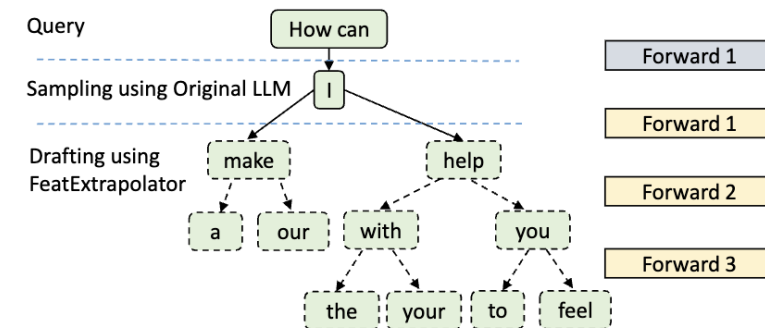 Query
How can
Forward 1
Sampling using Original LLM
I
Forward 1
Drafting using
FeatExtrapolator
make
help
Forward 2
a
our
with
you
Forward 3
the
your
to
feel